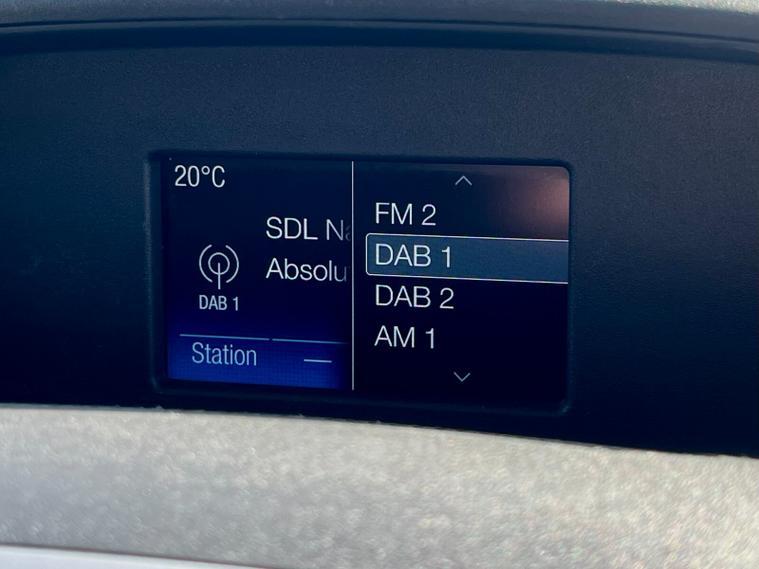 20°C
SDL Na
Absolu
DAB 1
Station
FM 2
DAB 1
DAB 2
AM 1